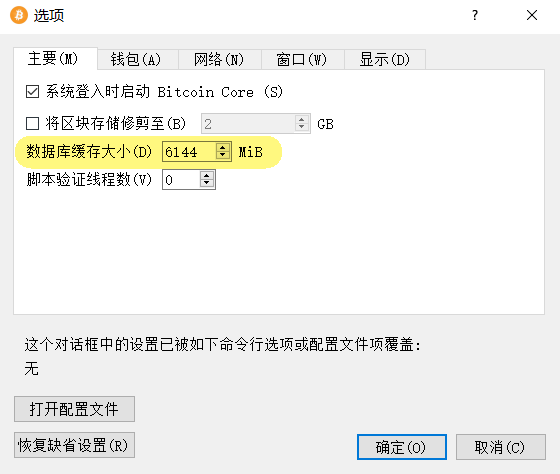 选项
主要(M) 钱包(A) 网络(N) 窗口(W) 显示(D)
系统登入时启动 Bitcoin Core (S)
将区块存储修剪至(B) 2 GB
数据库缓存大小(D) 6144 MiB
脚本验证线程数(V) 0
这个对话框中的设置已被如下命令行选项或配置文件项覆盖:
无
打开配置文件
恢复缺省设置(R) 确定(O) 取消(C)